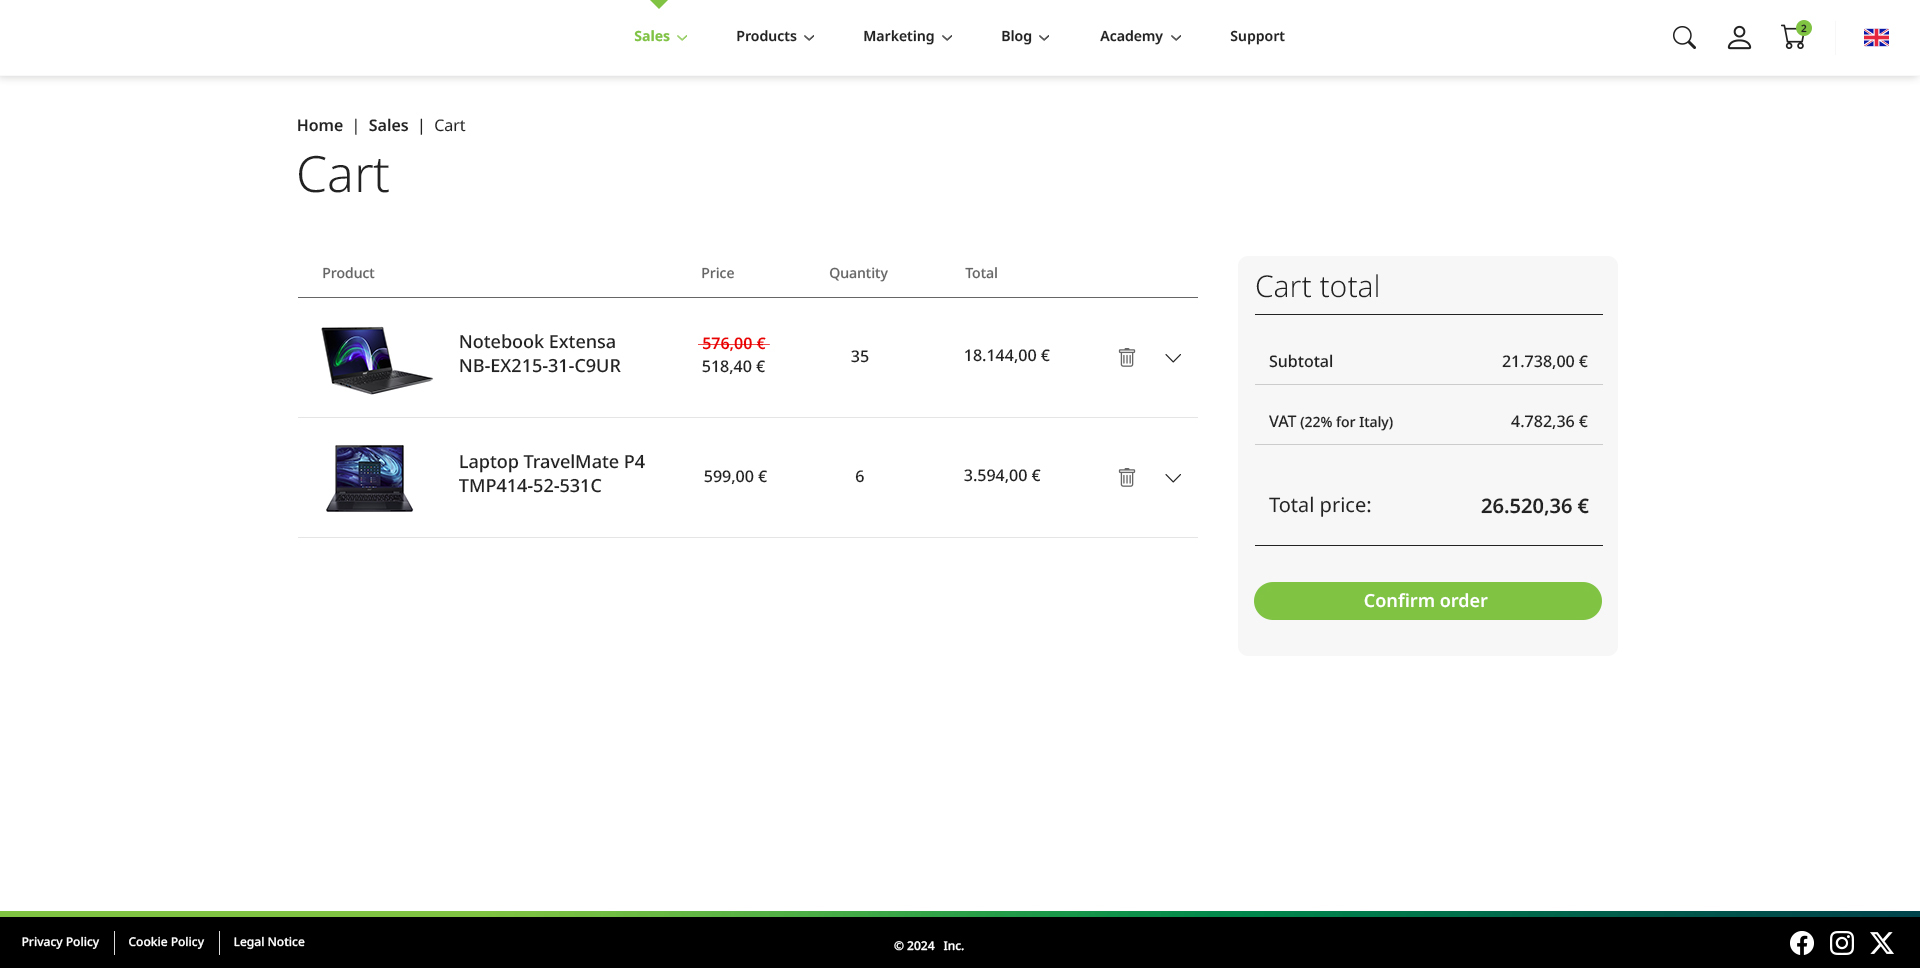 Sales Products Marketing Blog Academy Support 2
Home | Sales | Cart
Cart
Product Price Quantity Total
Notebook Extensa
NB-EX215-31-C9UR
576,00 €
518,40 €
35
18.144,00 €
Laptop TravelMate P4
TMP414-52-531C
599,00 €
6
3.594,00 €
Cart total
Subtotal 21.738,00 €
VAT (22% for Italy) 4.782,36 €
Total price: 26.520,36 €
Confirm order
Privacy Policy Cookie Policy Legal Notice
© 2024 Inc.